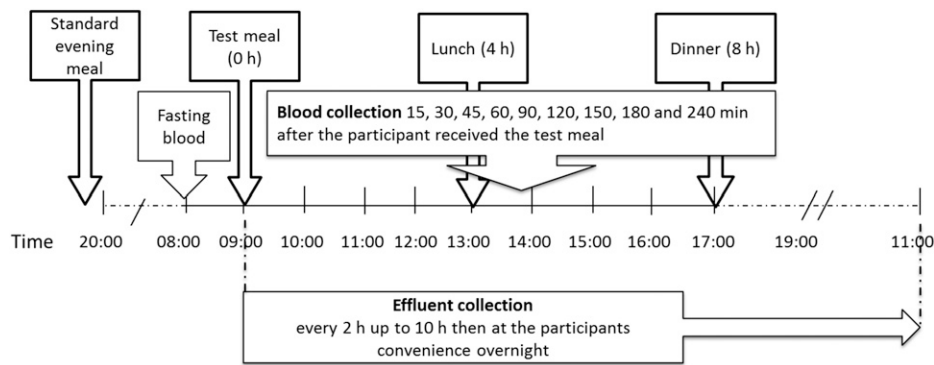 Standard
evening
meal
Test meal
(0 h)
Lunch (4 h)
Dinner (8 h)
Fasting
blood
Blood collection 15, 30, 45, 60, 90, 120, 150, 180 and 240 min
after the participant received the test meal
Time 20:00 08:00 09:00 10:00 11:00 12:00 13:00 14:00 15:00 16:00 17:00 19:00 11:00
Effluent collection
every 2 h up to 10 h then at the participants
convenience overnight